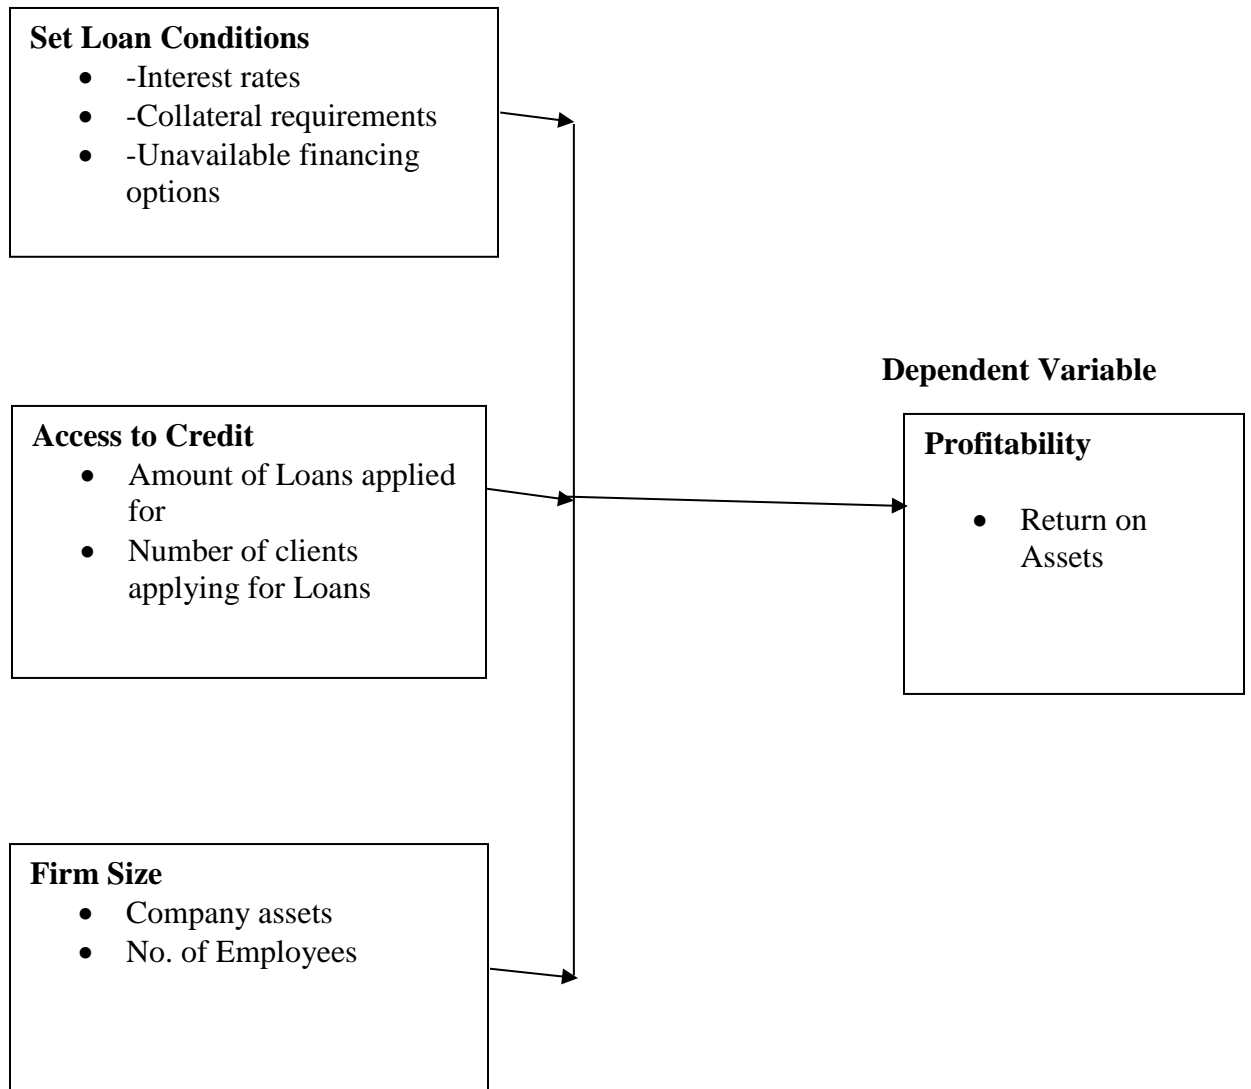 Set Loan Conditions
• -Interest rates
• -Collateral requirements
• -Unavailable financing
options
Dependent Variable
Access to Credit
• Amount of Loans applied
for
• Number of clients
applying for Loans
Profitability
• Return on
Assets
Firm Size
• Company assets
• No. of Employees